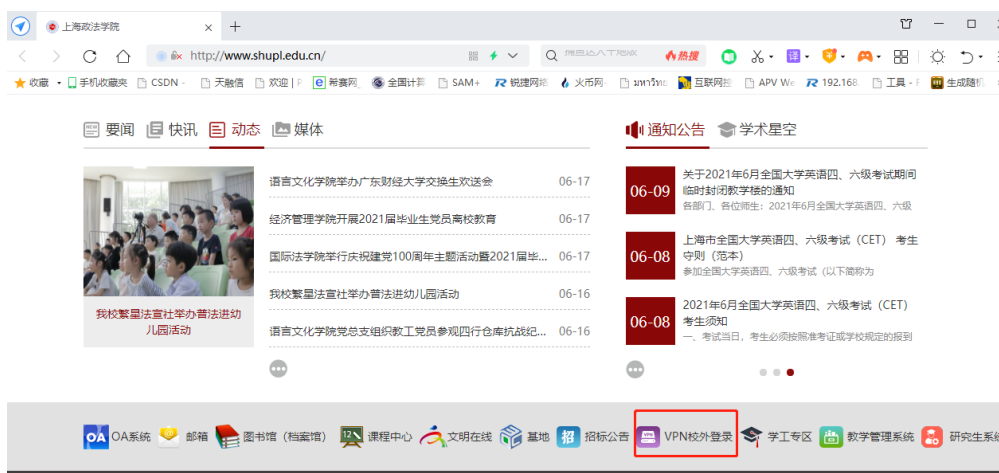 上海政法学院
http://www.shupl.edu.cn/
热搜
收藏 手机收藏夹 CSDN - 天融信 欢迎 | 希赛网 全国计算 SAM+ 锐捷网络 火币网 มหาวิทย 互联网控 APV We 192.168. 工具 - 生成随机
要闻 快讯 动态 媒体
我校繁星法宣社举办普法进幼
儿园活动
语言文化学院举办广东财经大学交换生欢送会 06-17
经济管理学院开展2021届毕业生党员离校教育 06-17
国际法学院举行庆祝建党100周年主题活动暨2021届毕... 06-17
我校繁星法宣社举办普法进幼儿园活动 06-16
语言文化学院党总支组织教工党员参观四行仓库抗战纪... 06-16
通知公告 学术星空
06-09
关于2021年6月全国大学英语四、六级考试期间
临时封闭教学楼的通知
各部门、各位师生：2021年6月全国大学英语四、六级
06-08
上海市全国大学英语四、六级考试（CET） 考生
守则（范本）
参加全国大学英语四、六级考试（以下简称为
06-08
2021年6月全国大学英语四、六级考试（CET）
考生须知
一、考试当日，考生必须按照准考证或学校规定的报到
OA OA系统 邮箱 图书馆（档案馆） 课程中心 文明在线 基地 招 招标公告 VPN校外登录 学工专区 教学管理系统 研究生系统